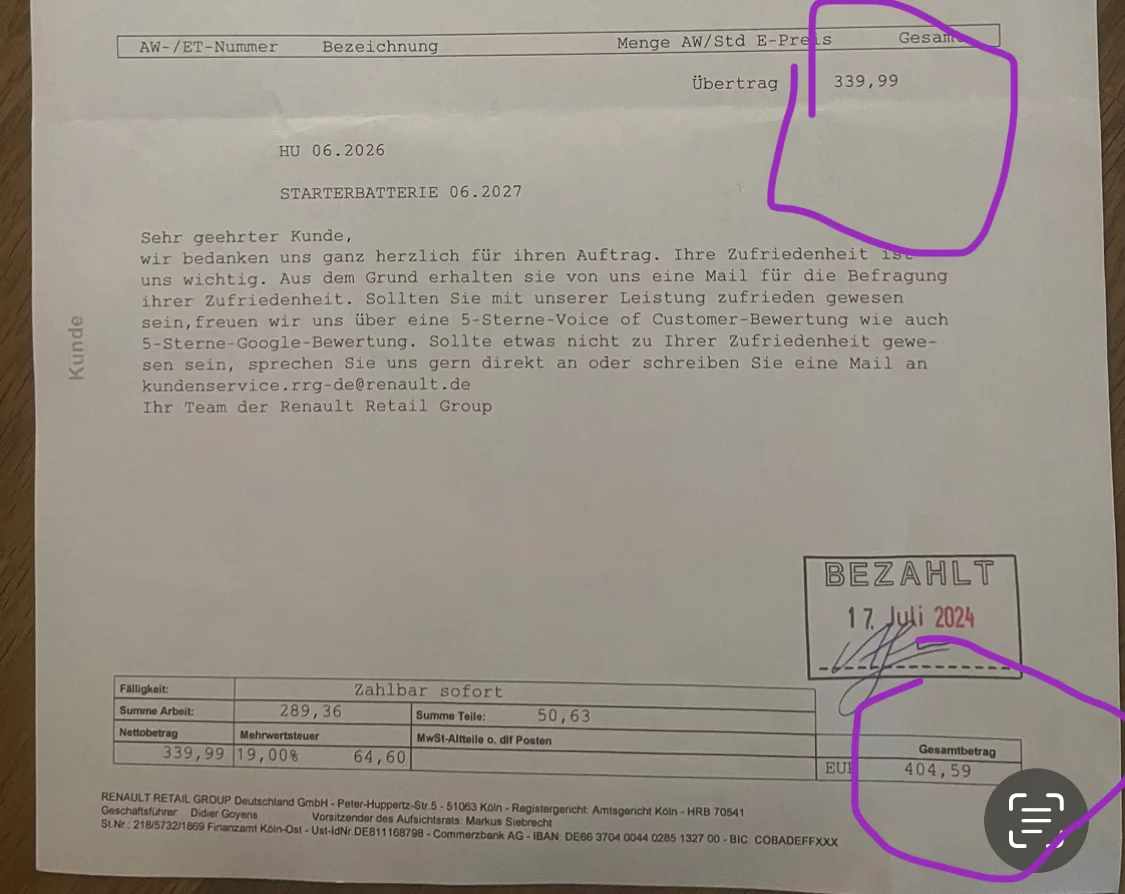 AW-/ET-Nummer Bezeichnung Menge AW/Std E-Preis Gesam
Übertrag 339,99
HU 06.2026
STARTERBATTERIE 06.2027
Sehr geehrter Kunde,
wir bedanken uns ganz herzlich für ihren Auftrag. Ihre Zufriedenheit ist
uns wichtig. Aus dem Grund erhalten sie von uns eine Mail für die Befragung
ihrer Zufriedenheit. Sollten Sie mit unserer Leistung zufrieden gewesen
sein,freuen wir uns über eine 5-Sterne-Voice of Customer-Bewertung wie auch
5-Sterne-Google-Bewertung. Sollte etwas nicht zu Ihrer Zufriedenheit gewe-
sen sein, sprechen Sie uns gern direkt an oder schreiben Sie eine Mail an
kundenservice.rrg-de@renault.de
Ihr Team der Renault Retail Group
Kunde
BEZAHLT
17. Juli 2024
Fälligkeit: Zahlbar sofort
Summe Arbeit: 289,36 Summe Teile: 50,63
Nettobetrag Mehrwertsteuer MwSt-Altteile o. dlf Posten Gesamtbetrag
339,99 19,00% 64,60 EUR 404,59
RENAULT RETAIL GROUP Deutschland GmbH - Peter-Huppertz-Str.5 - 51063 Köln - Registergericht: Amtsgericht Köln - HRB 70541
Geschäftsführer Didier Goyens Vorsitzender des Aufsichtsrats: Markus Siebrecht
St.Nr.: 218/5732/1869 Finanzamt Köln-Ost - Ust-IdNr DE811168798 - Commerzbank AG - IBAN: DE66 3704 0044 0285 1327 00 - BIC: COBADEFFXXX